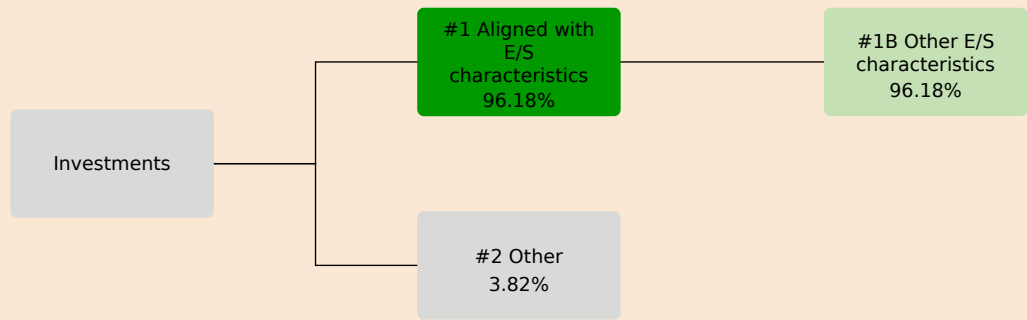 Investments
#1 Aligned with
E/S
characteristics
96.18%
#1B Other E/S
characteristics
96.18%
#2 Other
3.82%